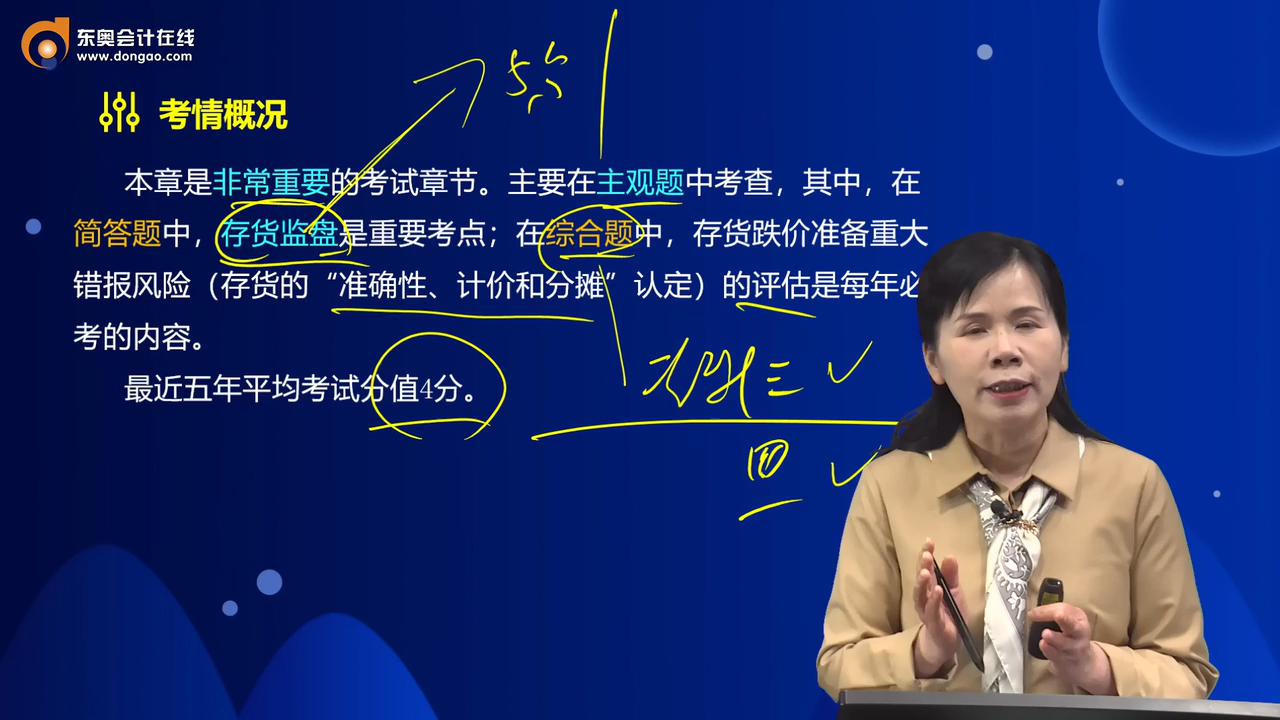 东奥会计在线
www.dongao.com
考情概况
5分
本章是非常重要的考试章节。主要在主观题中考查，其中，在
简答题中，存货监盘是重要考点；在综合题中，存货跌价准备重大
错报风险（存货的“准确性、计价和分摊”认定）的评估是每年必
考的内容。
最近五年平均考试分值4分。
三
四